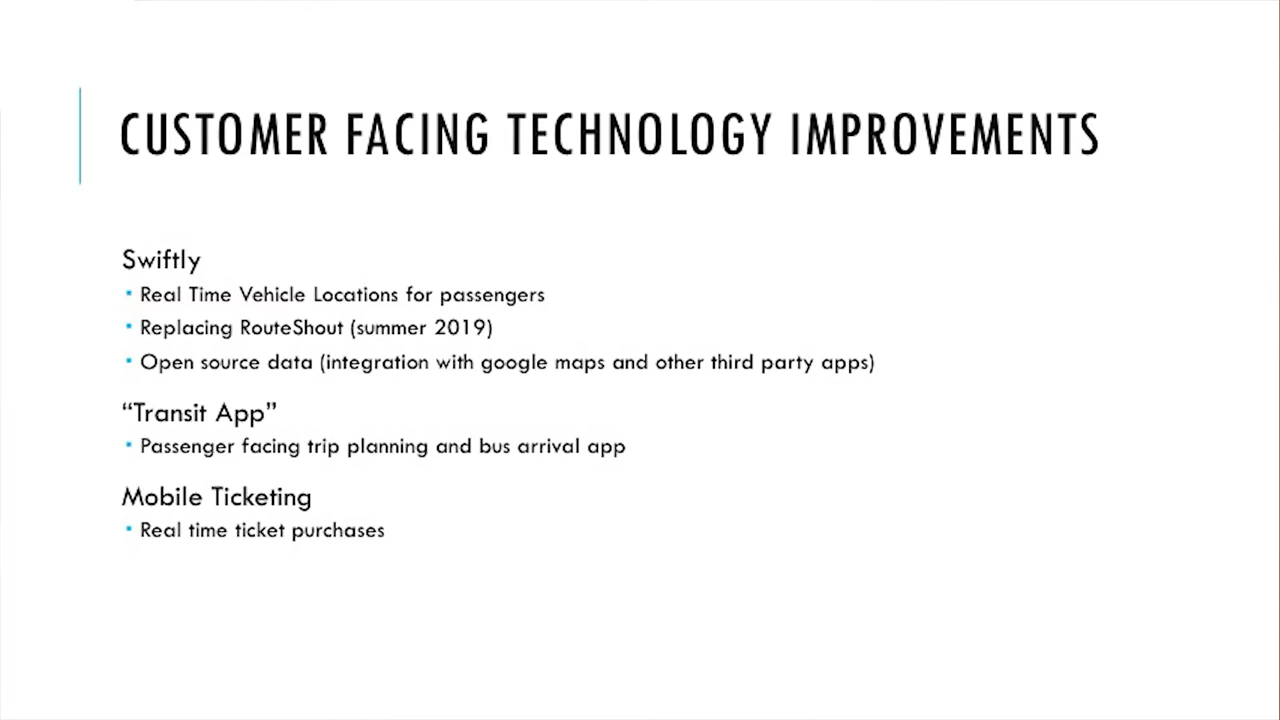 CUSTOMER FACING TECHNOLOGY IMPROVEMENTS
Swiftly
▪ Real Time Vehicle Locations for passengers
▪ Replacing RouteShout (summer 2019)
▪ Open source data (integration with google maps and other third party apps)
“Transit App”
▪ Passenger facing trip planning and bus arrival app
Mobile Ticketing
▪ Real time ticket purchases